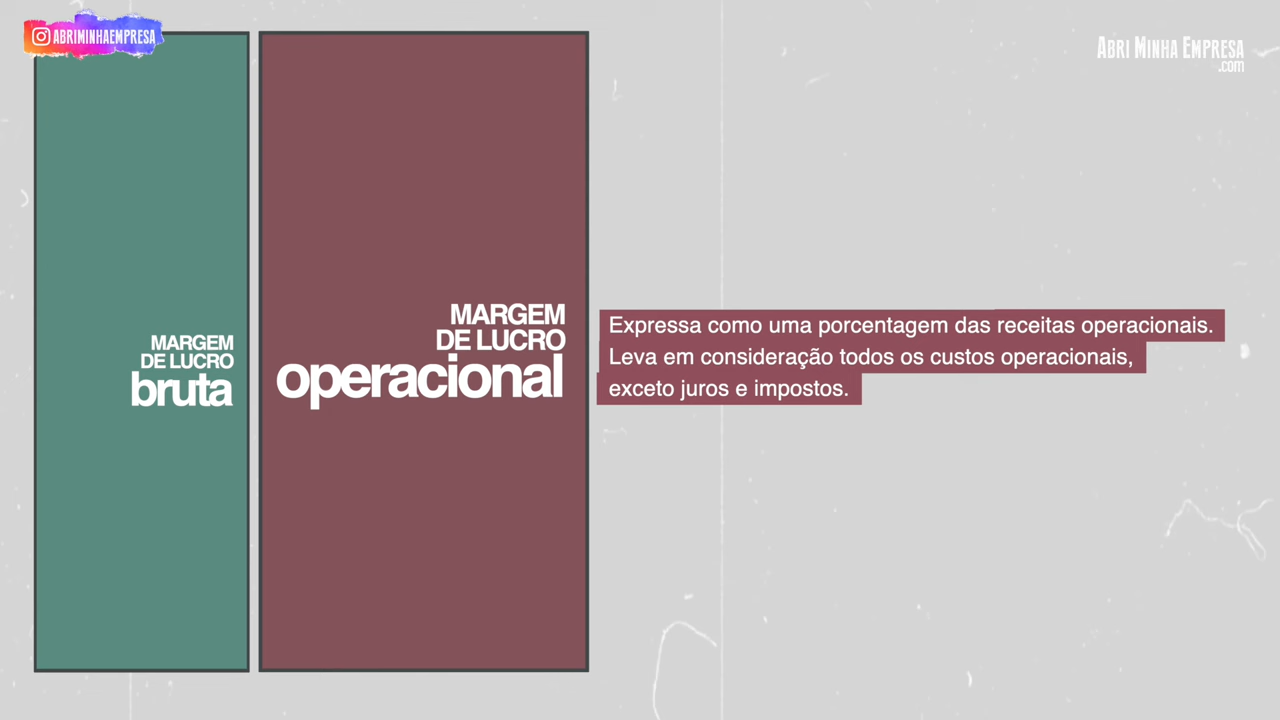 ABRIMINHAEMPRESA
ABRI MINHA EMPRESA
.com
MARGEM
DE LUCRO
bruta
MARGEM
DE LUCRO
operacional
Expressa como uma porcentagem das receitas operacionais.
Leva em consideração todos os custos operacionais,
exceto juros e impostos.